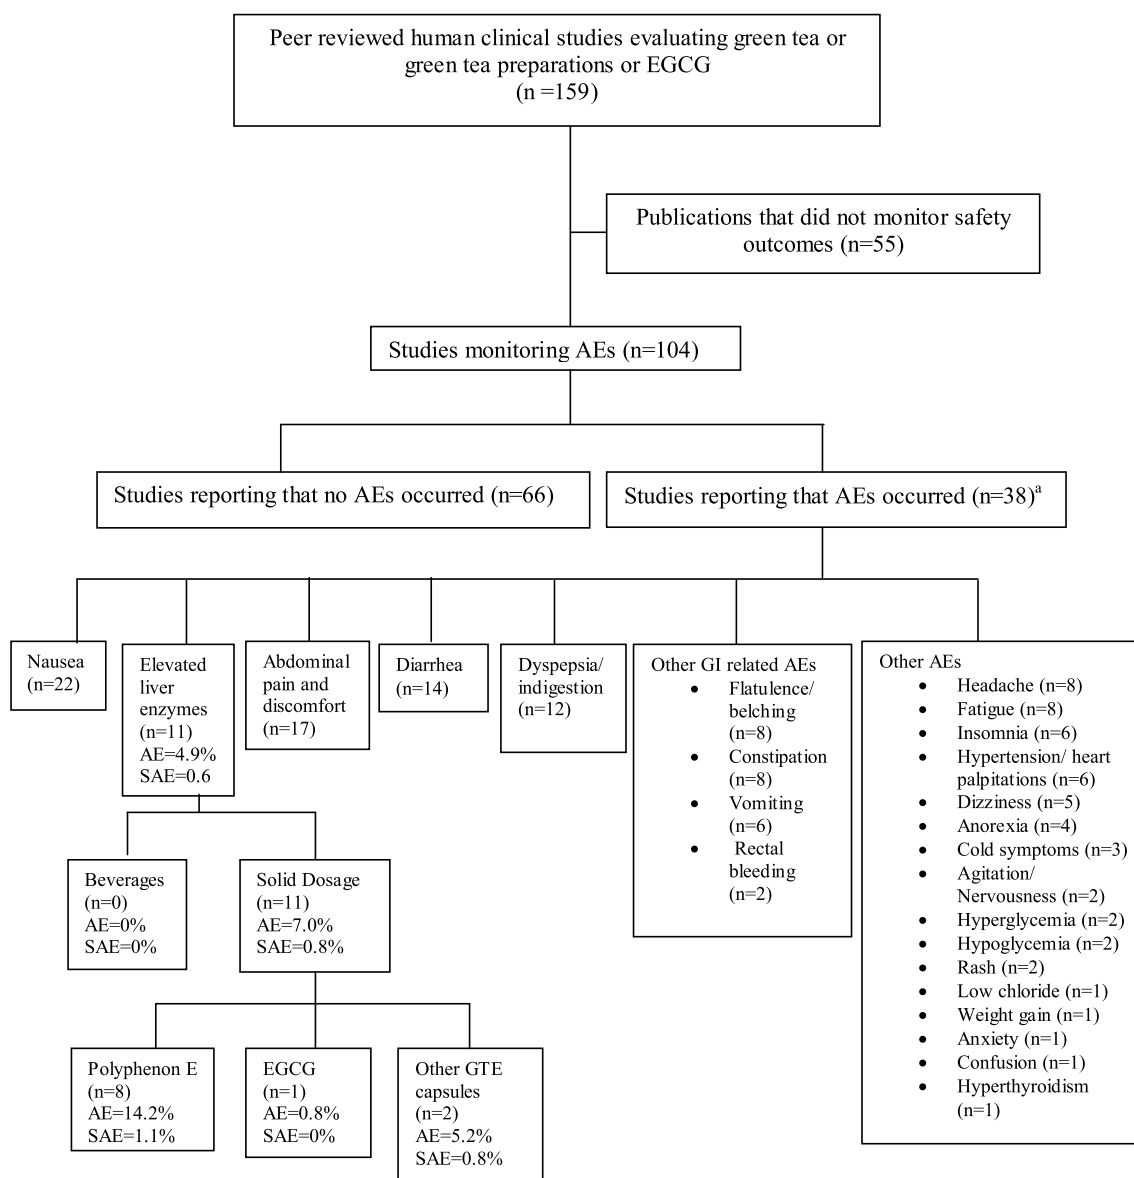 Peer reviewed human clinical studies evaluating green tea or
green tea preparations or EGCG
(n =159)
Publications that did not monitor safety
outcomes (n=55)
Studies monitoring AEs (n=104)
Studies reporting that no AEs occurred (n=66)
Studies reporting that AEs occurred (n=38)a
Nausea
(n=22)
Elevated
liver
enzymes
(n=11)
AE=4.9%
SAE=0.6
Abdominal
pain and
discomfort
(n=17)
Diarrhea
(n=14)
Dyspepsia/
indigestion
(n=12)
Other GI related AEs
• Flatulence/
belching
(n=8)
• Constipation
(n=8)
• Vomiting
(n=6)
• Rectal
bleeding
(n=2)
Other AEs
• Headache (n=8)
• Fatigue (n=8)
• Insomnia (n=6)
• Hypertension/ heart
palpitations (n=6)
• Dizziness (n=5)
• Anorexia (n=4)
• Cold symptoms (n=3)
• Agitation/
Nervousness (n=2)
• Hyperglycemia (n=2)
• Hypoglycemia (n=2)
• Rash (n=2)
• Low chloride (n=1)
• Weight gain (n=1)
• Anxiety (n=1)
• Confusion (n=1)
• Hyperthyroidism
(n=1)
Beverages
(n=0)
AE=0%
SAE=0%
Solid Dosage
(n=11)
AE=7.0%
SAE=0.8%
Polyphenon E
(n=8)
AE=14.2%
SAE=1.1%
EGCG
(n=1)
AE=0.8%
SAE=0%
Other GTE
capsules
(n=2)
AE=5.2%
SAE=0.8%